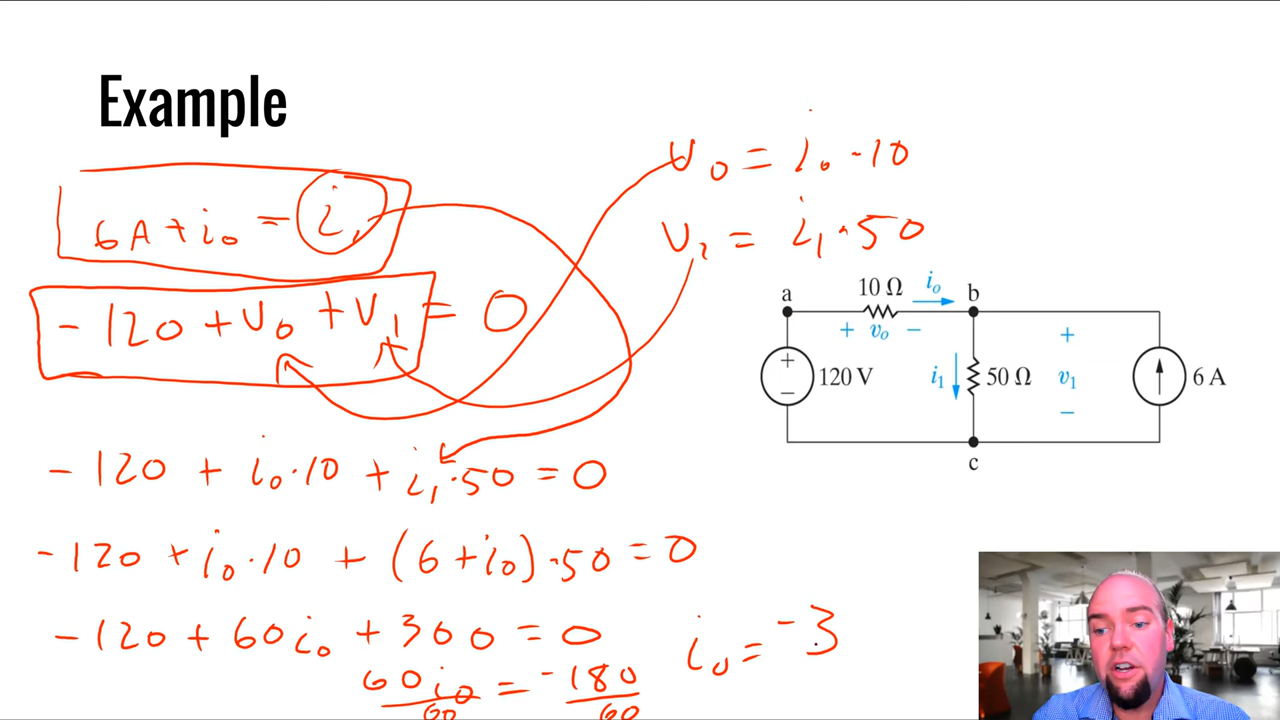 Example
6A + i₀ = i₁
-120 + v₀ + v₁ = 0
v₀ = i₀ · 10
v₁ = i₁ · 50
-120 + i₀ · 10 + i₁ · 50 = 0
-120 + i₀ · 10 + (6 + i₀) · 50 = 0
-120 + 60i₀ + 300 = 0
60i₀ = -180
60 60
i₀ = -3
a 10 Ω iₒ b
+ vₒ − +
+ − 120 V i₁ 50 Ω v₁ 6 A
−
c